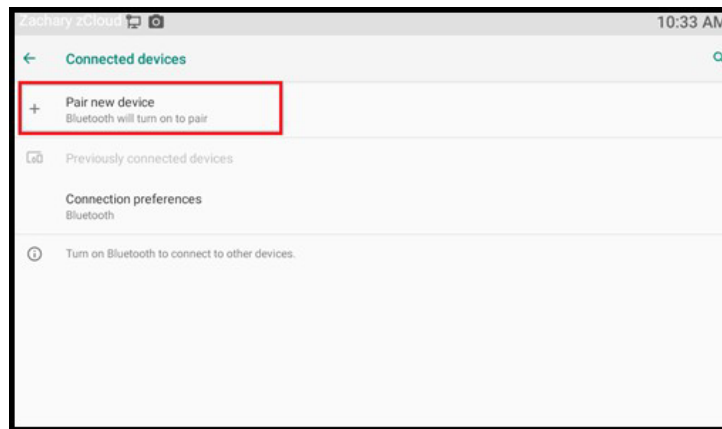 Zachary zCloud
10:33 AM
Connected devices
Pair new device
Bluetooth will turn on to pair
Previously connected devices
Connection preferences
Bluetooth
Turn on Bluetooth to connect to other devices.